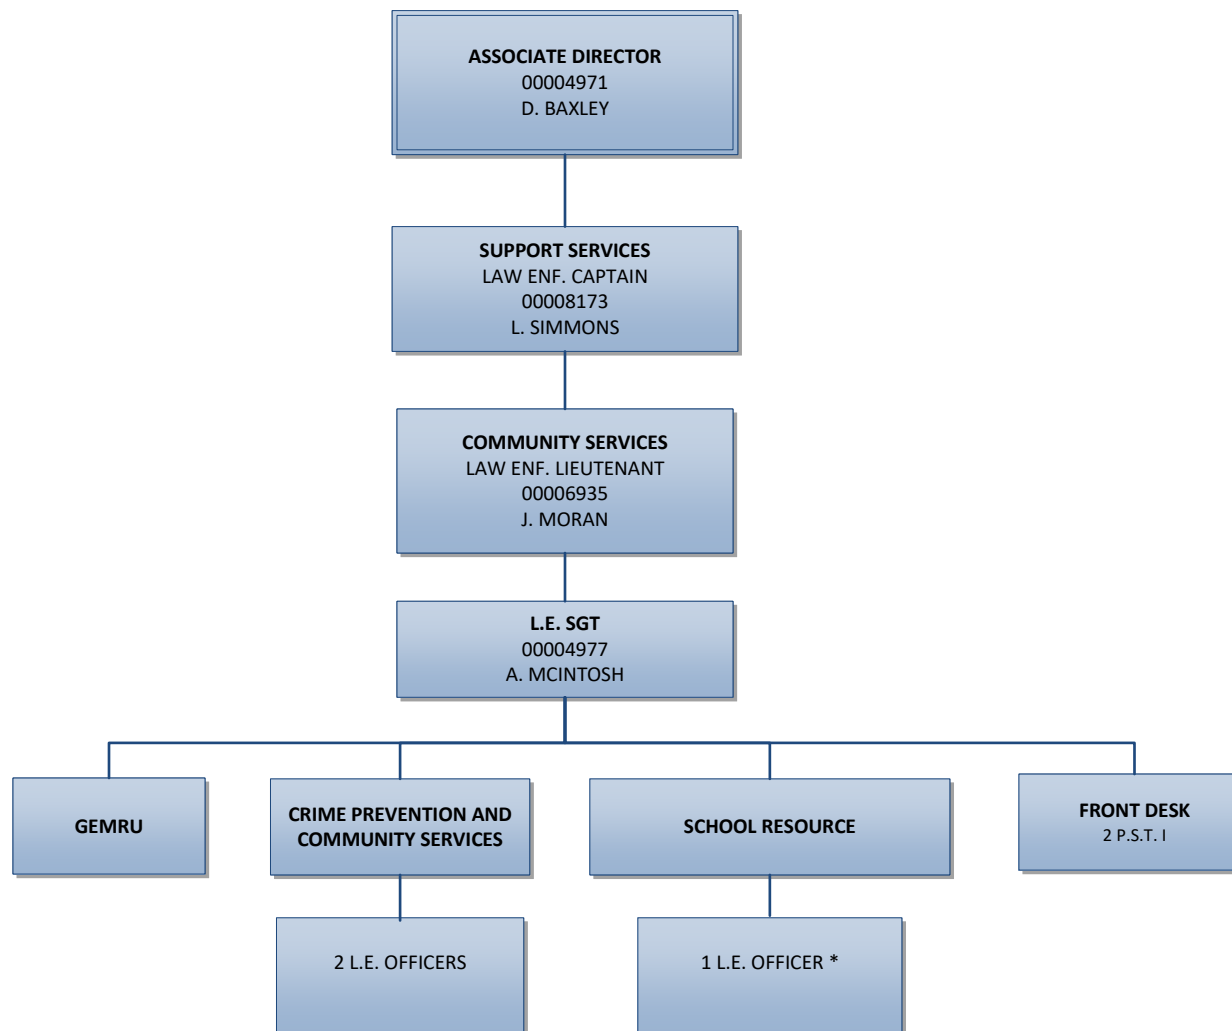 ASSOCIATE DIRECTOR
00004971
D. BAXLEY
SUPPORT SERVICES
LAW ENF. CAPTAIN
00008173
L. SIMMONS
COMMUNITY SERVICES
LAW ENF. LIEUTENANT
00006935
J. MORAN
L.E. SGT
00004977
A. MCINTOSH
GEMRU
CRIME PREVENTION AND
COMMUNITY SERVICES
SCHOOL RESOURCE
FRONT DESK
2 P.S.T. I
2 L.E. OFFICERS
1 L.E. OFFICER *